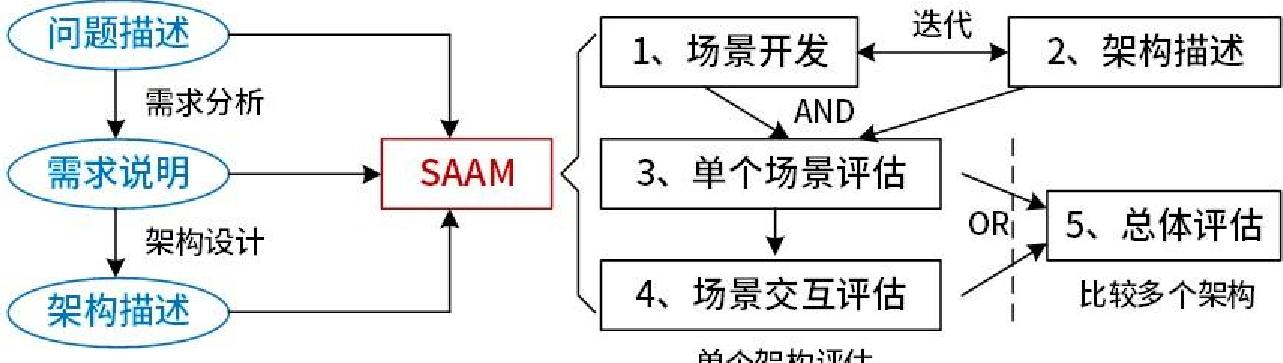 问题描述
需求分析
需求说明
架构设计
架构描述
SAAM
1、场景开发
迭代
2、架构描述
AND
3、单个场景评估
OR
5、总体评估
4、场景交互评估
比较多个架构
单个架构评估